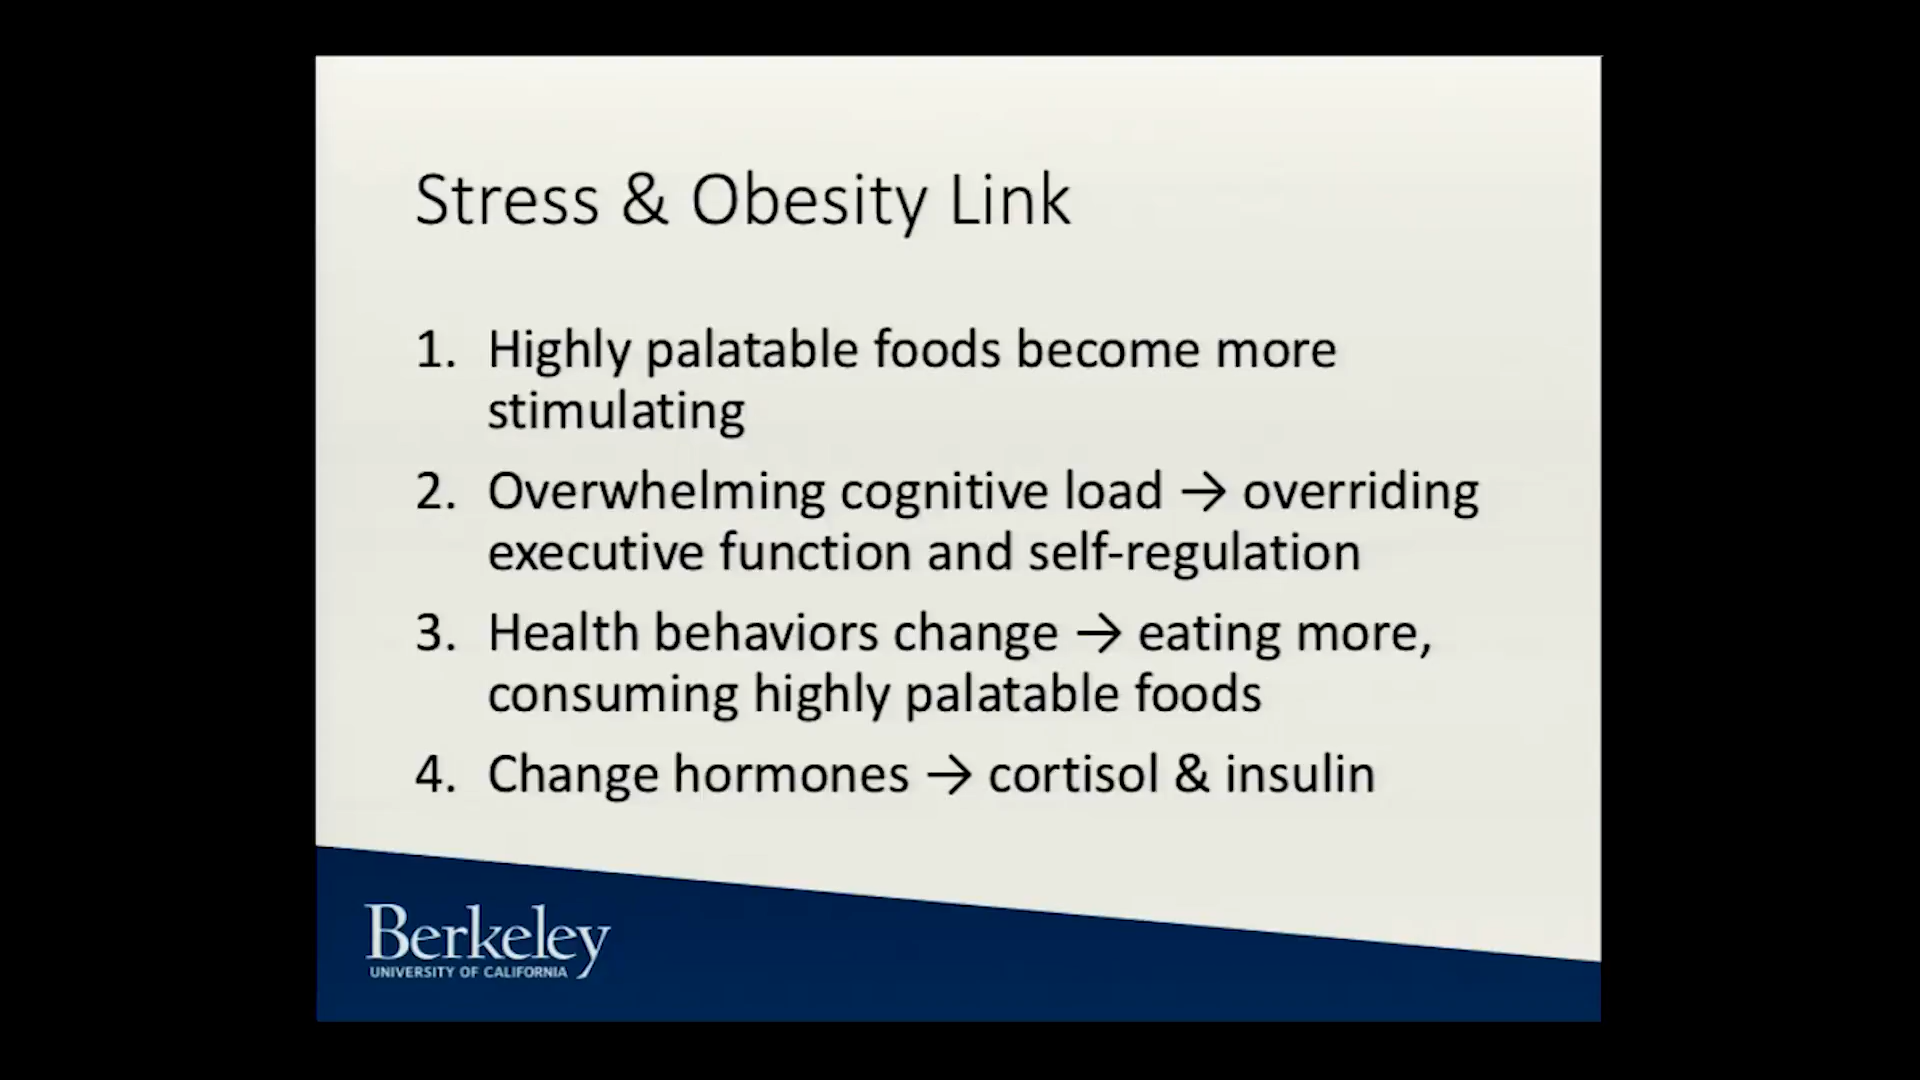 Stress & Obesity Link
1. Highly palatable foods become more
stimulating
2. Overwhelming cognitive load → overriding
executive function and self-regulation
3. Health behaviors change → eating more,
consuming highly palatable foods
4. Change hormones → cortisol & insulin
Berkeley
UNIVERSITY OF CALIFORNIA